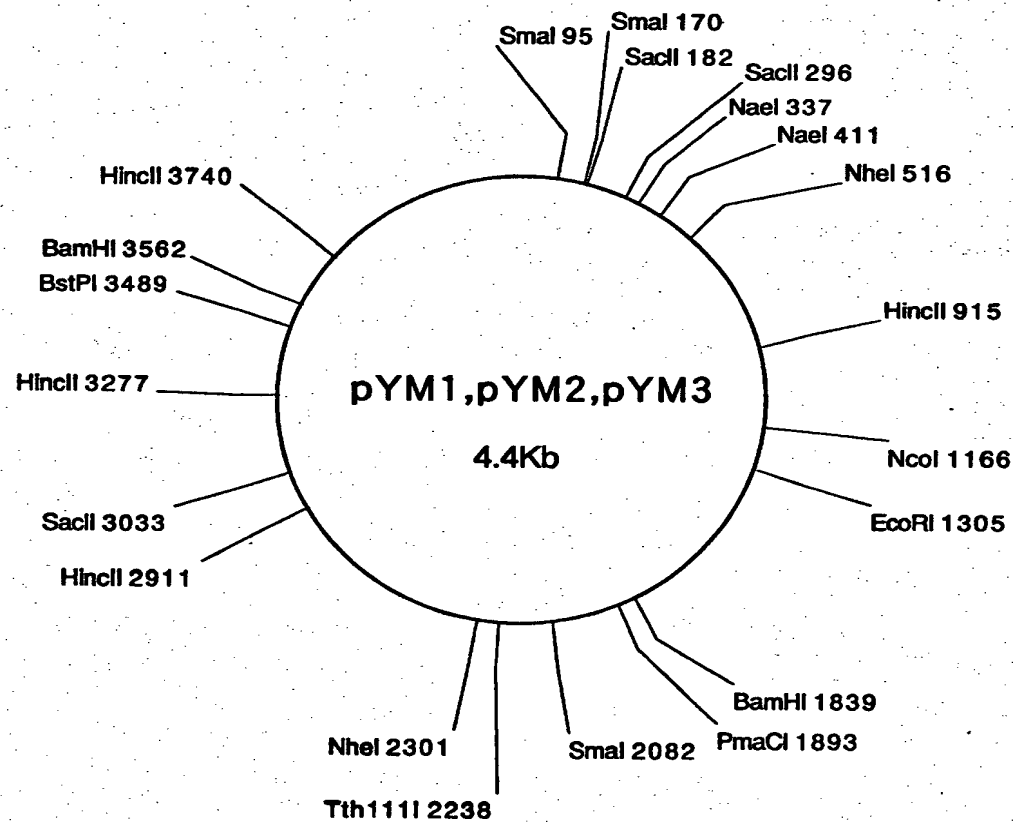 SmaI 95
SmaI 170
SacII 182
SacII 296
NaeI 337
NaeI 411
NheI 516
HincII 915
NcoI 1166
EcoRI 1305
BamHI 1839
PmaCI 1893
SmaI 2082
Tth111I 2238
NheI 2301
HincII 2911
SacII 3033
HincII 3277
BstPI 3489
BamHI 3562
HincII 3740
pYM1,pYM2,pYM3
4.4Kb